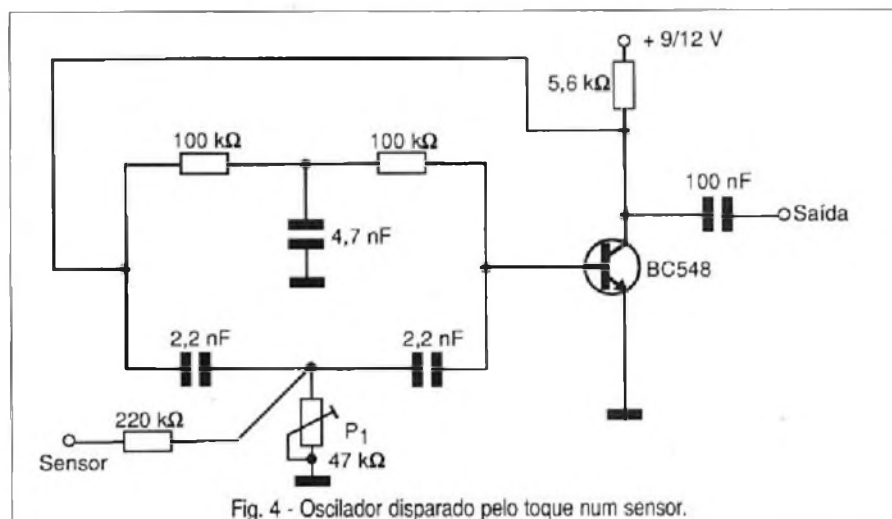 + 9/12 V
5,6 kΩ
100 kΩ
100 kΩ
100 nF
Saída
4,7 nF
BC548
2,2 nF
2,2 nF
220 kΩ
P1
Sensor
47 kΩ
Fig. 4 - Oscilador disparado pelo toque num sensor.